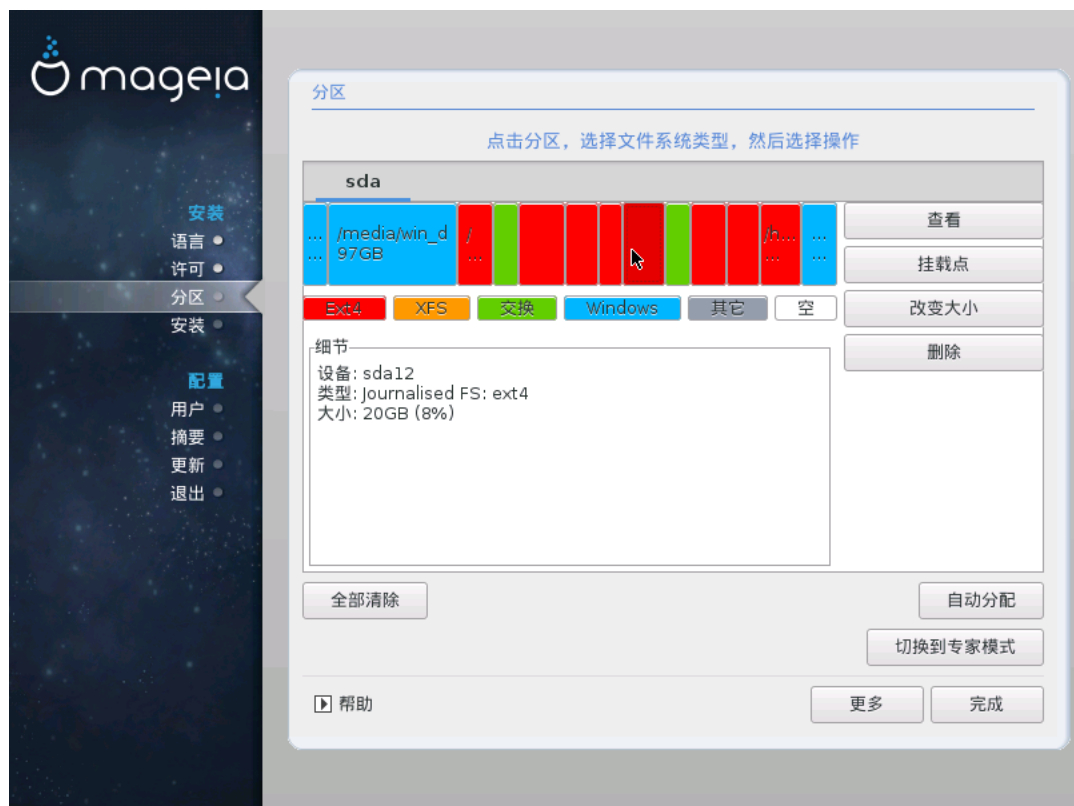 mageia
安装
语言
许可
分区
安装
配置
用户
摘要
更新
退出
分区
点击分区，选择文件系统类型，然后选择操作
sda
... /media/win_d / /h... ...
... 97GB ... ... ...
Ext4 XFS 交换 Windows 其它 空
查看
挂载点
改变大小
删除
细节
设备: sda12
类型: Journalised FS: ext4
大小: 20GB (8%)
全部清除
自动分配
切换到专家模式
帮助
更多
完成